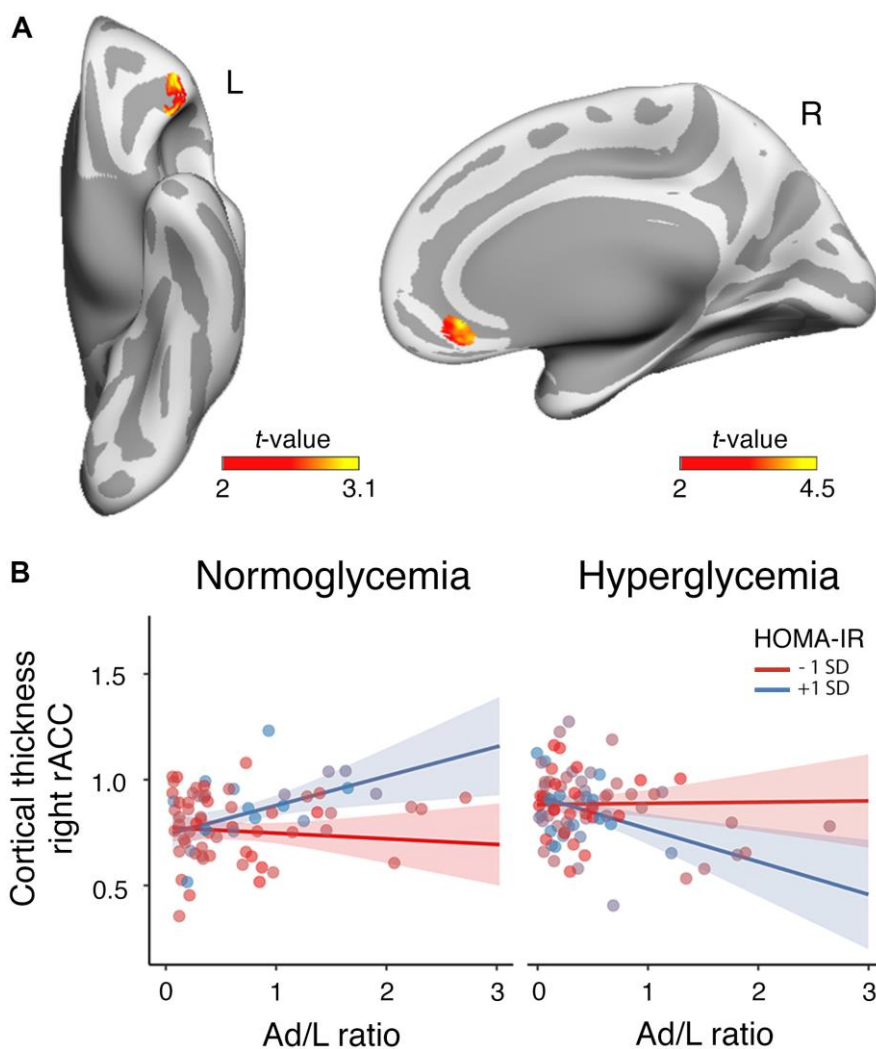 A
L
R
t-value
2 3.1
t-value
2 4.5
B
Normoglycemia Hyperglycemia
HOMA-IR
- 1 SD
+1 SD
Cortical thickness
right rACC
1.5
1.0
0.5
0 1 2 3 0 1 2 3
Ad/L ratio Ad/L ratio